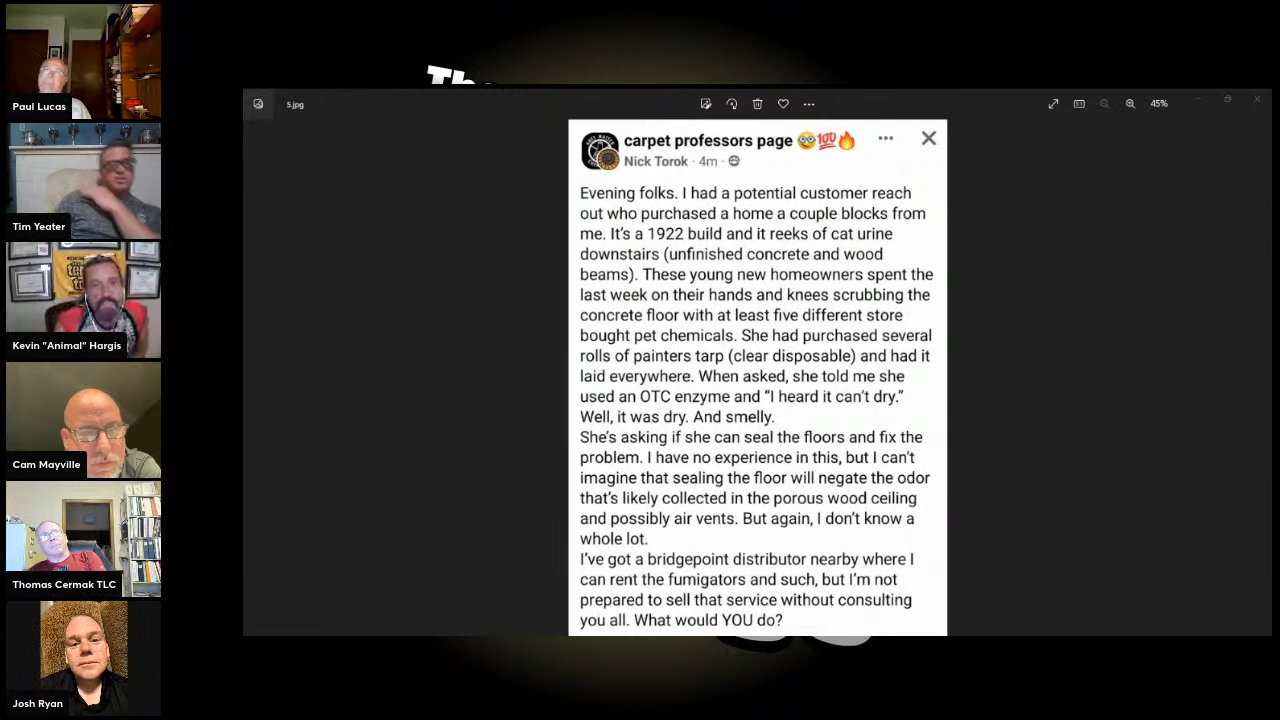 Paul Lucas
Tim Yeater
Kevin "Animal" Hargis
Cam Mayville
Thomas Cermak TLC
Josh Ryan
Th
5.jpg
45%
carpet professors page 🤓💯🔥
Nick Torok · 4m ·
Evening folks. I had a potential customer reach
out who purchased a home a couple blocks from
me. It's a 1922 build and it reeks of cat urine
downstairs (unfinished concrete and wood
beams). These young new homeowners spent the
last week on their hands and knees scrubbing the
concrete floor with at least five different store
bought pet chemicals. She had purchased several
rolls of painters tarp (clear disposable) and had it
laid everywhere. When asked, she told me she
used an OTC enzyme and “I heard it can’t dry.”
Well, it was dry. And smelly.
She's asking if she can seal the floors and fix the
problem. I have no experience in this, but I can't
imagine that sealing the floor will negate the odor
that's likely collected in the porous wood ceiling
and possibly air vents. But again, I don't know a
whole lot.
I've got a bridgepoint distributor nearby where I
can rent the fumigators and such, but I'm not
prepared to sell that service without consulting
you all. What would YOU do?